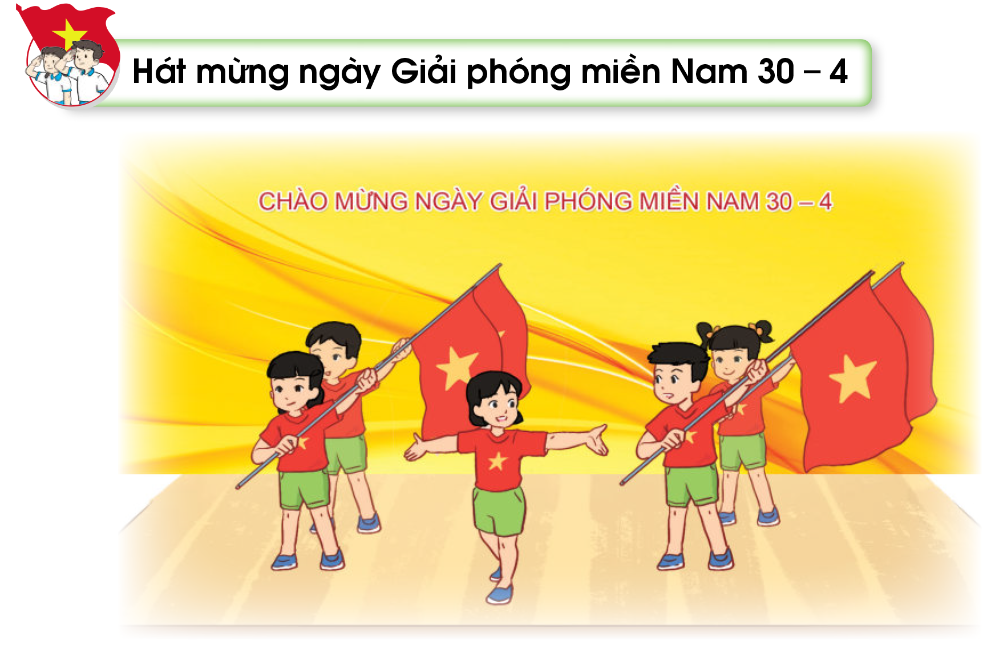 Hát mừng ngày Giải phóng miền Nam 30 – 4
CHÀO MỪNG NGÀY GIẢI PHÓNG MIỀN NAM 30 – 4